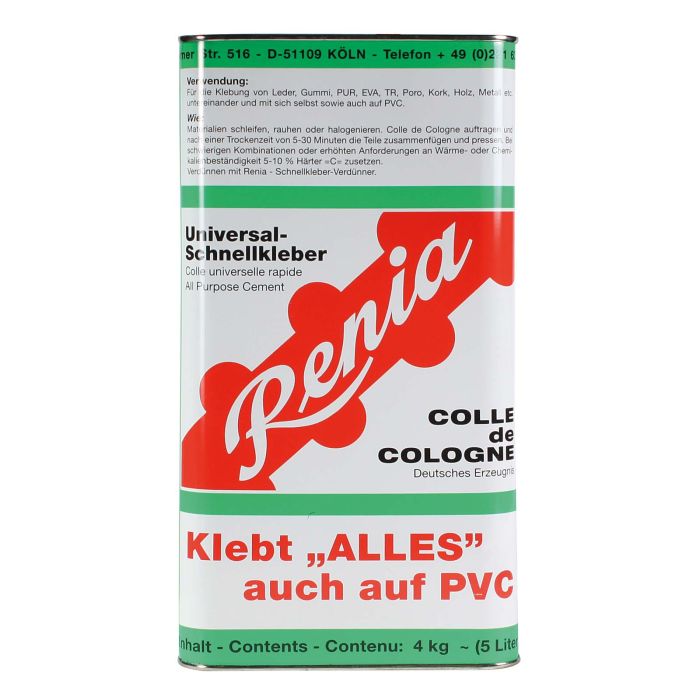 Str. 516 - D-51109 KÖLN - Telefon + 49 (0)221 6
Verwendung:
Für die Klebung von Leder, Gummi, PUR, EVA, TR, Poro, Kork, Holz, Metall etc.
untereinander und mit sich selbst sowie auch auf PVC.
Wie:
Materialien schleifen, rauhen oder halogenieren. Colle de Cologne auftragen und
nach einer Trockenzeit von 5-30 Minuten die Teile zusammenfügen und pressen. Bei
schwierigen Kombinationen oder erhöhten Anforderungen an Wärme- oder Chemi-
kalienbeständigkeit 5-10 % Härter =C= zusetzen.
Verdünnen mit Renia - Schnellkleber-Verdünner.
Universal-
Schnellkleber
Colle universelle rapide
All Purpose Cement
Renia
COLLE
de
COLOGNE
Deutsches Erzeugnis
Klebt „ALLES”
auch auf PVC
Inhalt - Contents - Contenu: 4 kg ~ (5 Liter